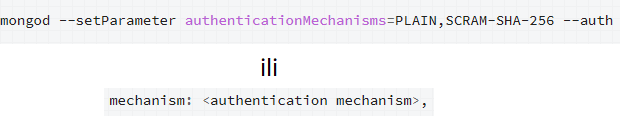 mongod --setParameter authenticationMechanisms=PLAIN,SCRAM-SHA-256 --auth
ili
mechanism: <authentication mechanism>,